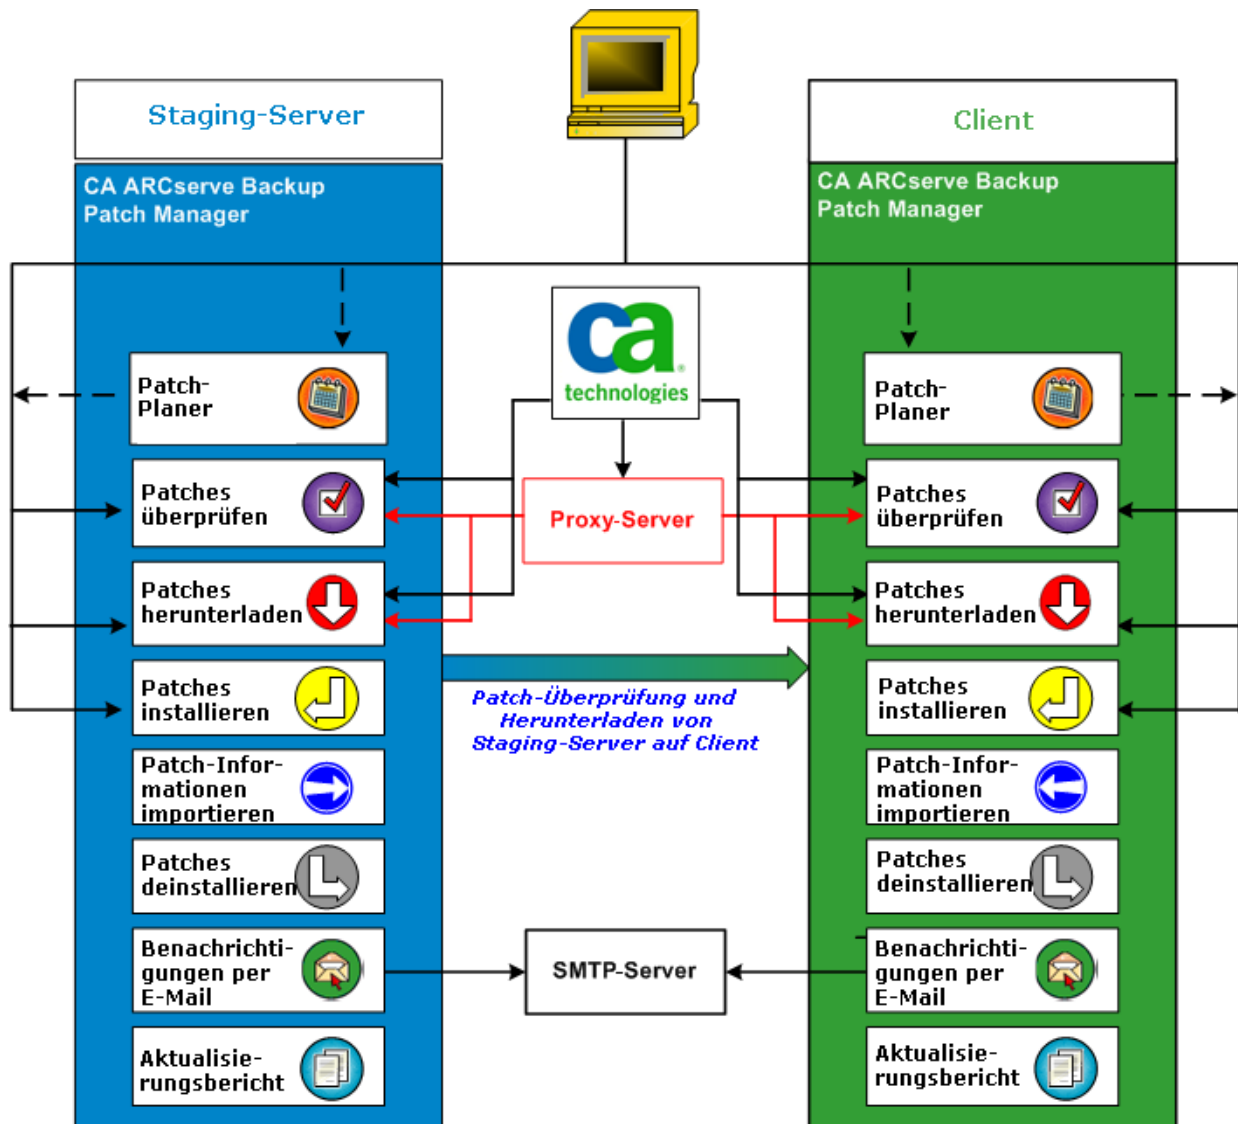 Staging-Server
CA ARCserve Backup
Patch Manager
Patch-
Planer
Patches
überprüfen
Patches
herunterladen
Patches
installieren
Patch-Infor-
mationen
importieren
Patches
deinstallieren
Benachrichti-
gungen per
E-Mail
Aktualisie-
rungsbericht
ca
technologies
Proxy-Server
Patch-Überprüfung und
Herunterladen von
Staging-Server auf Client
SMTP-Server
Client
CA ARCserve Backup
Patch Manager
Patch-
Planer
Patches
überprüfen
Patches
herunterladen
Patches
installieren
Patch-Infor-
mationen
importieren
Patches
deinstallieren
Benachrichti-
gungen per
E-Mail
Aktualisie-
rungsbericht